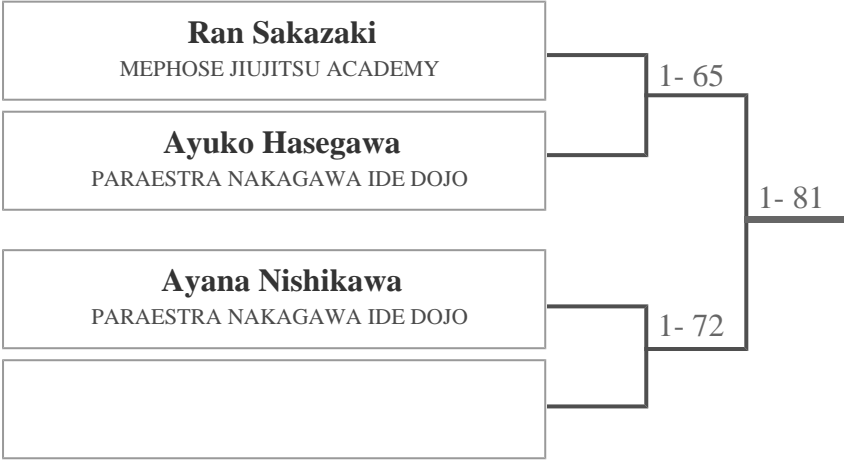 Ran Sakazaki
MEPHOSE JIUJITSU ACADEMY
1- 65
Ayuko Hasegawa
PARAESTRA NAKAGAWA IDE DOJO
1- 81
Ayana Nishikawa
PARAESTRA NAKAGAWA IDE DOJO
1- 72